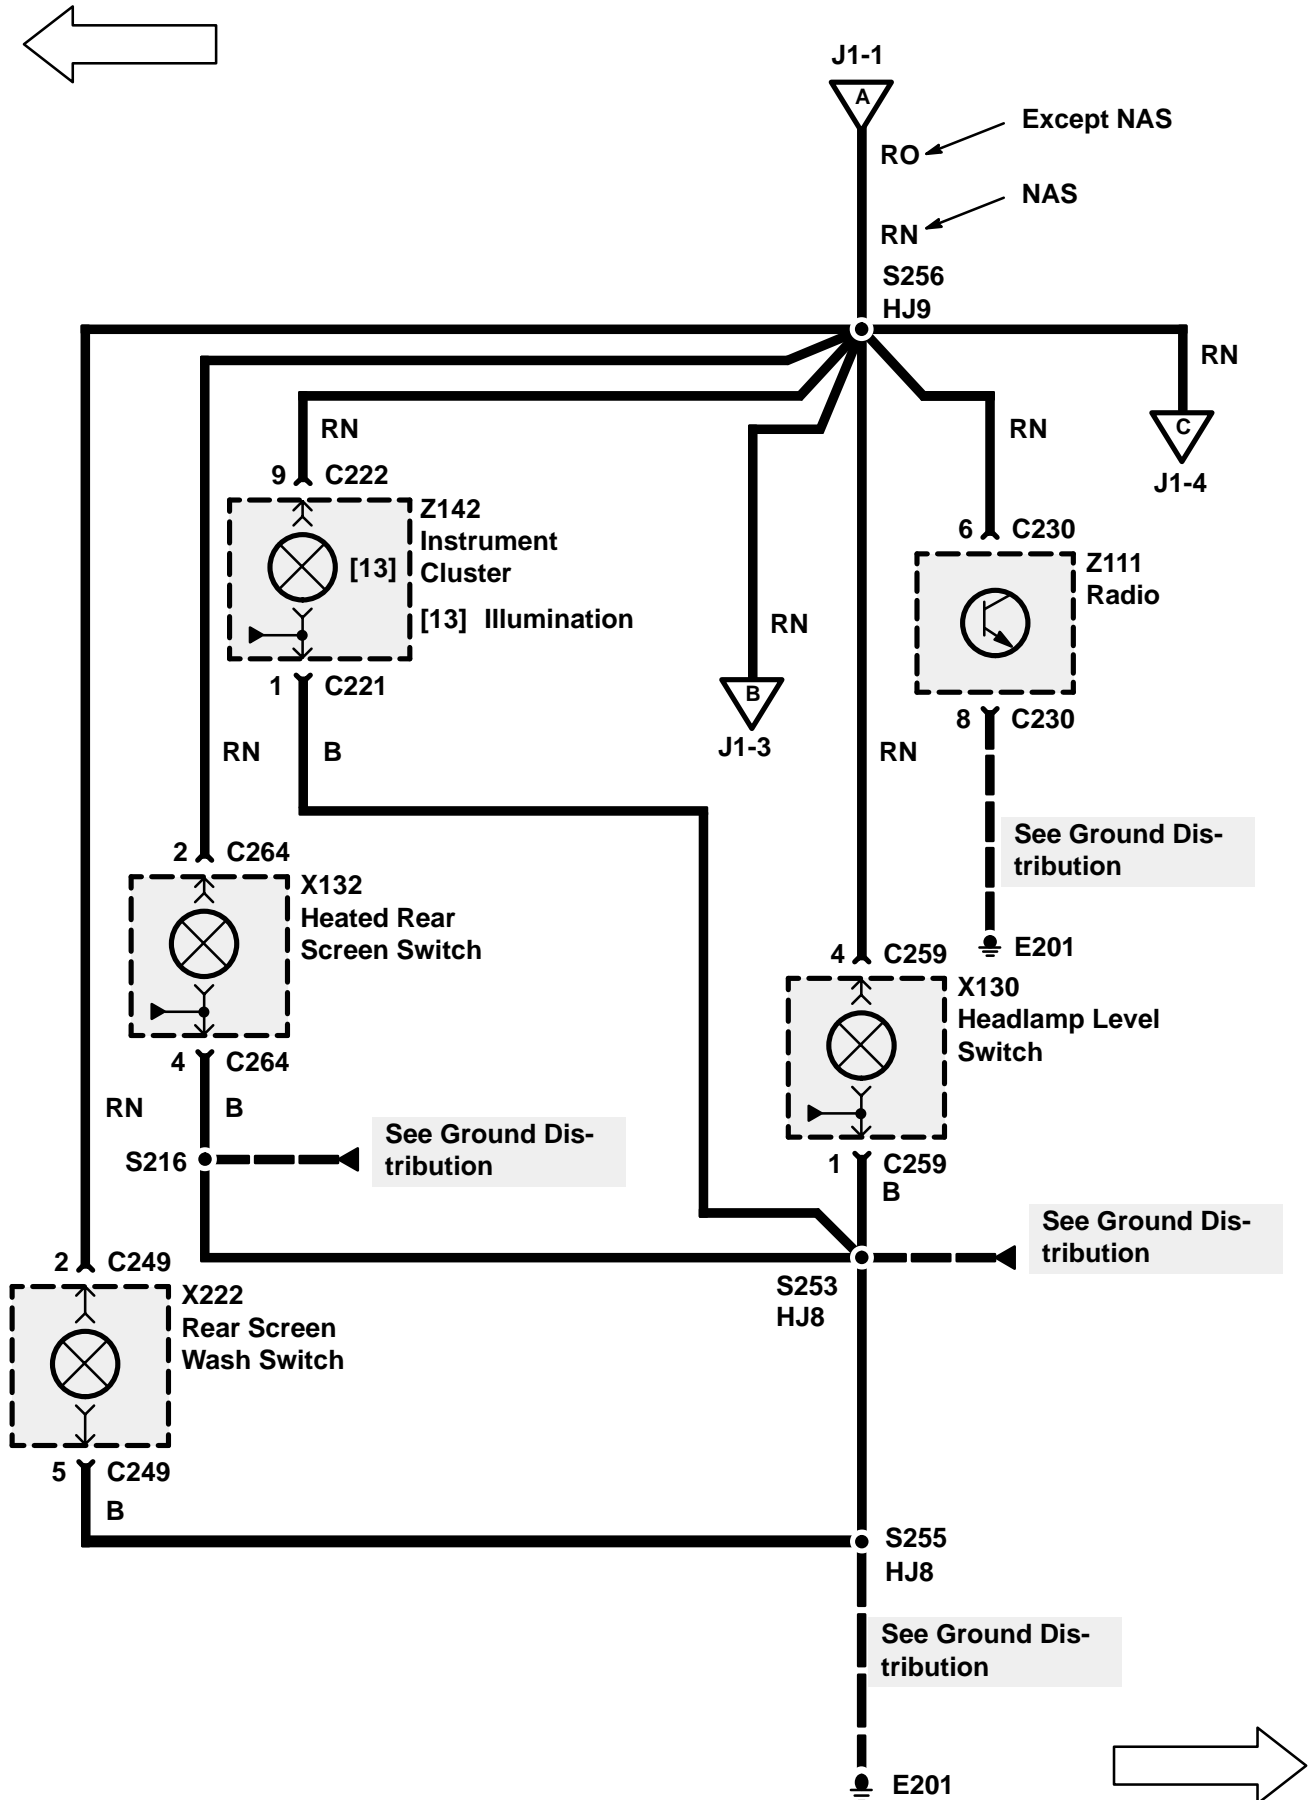 J1-1
A
Except NAS
RO
NAS
RN
S256
HJ9
RN
C
J1-4
RN
9 C222
Z142
Instrument
Cluster
[13]
[13] Illumination
1 C221
RN
6 C230
Z111
Radio
8 C230
RN
B
J1-3
RN
B
RN
See Ground Dis-
tribution
E201
2 C264
X132
Heated Rear
Screen Switch
4 C264
4 C259
X130
Headlamp Level
Switch
1 C259
B
RN
B
S216
See Ground Dis-
tribution
See Ground Dis-
tribution
S253
HJ8
2 C249
X222
Rear Screen
Wash Switch
5 C249
B
S255
HJ8
See Ground Dis-
tribution
E201